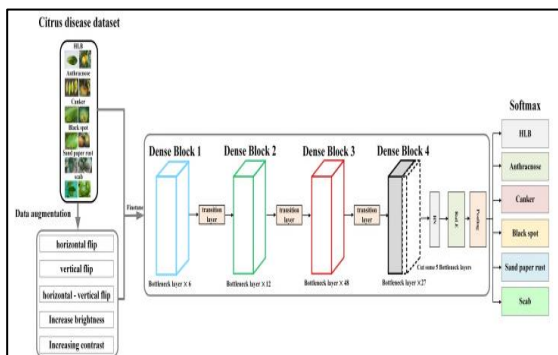 Citrus disease dataset
HLB
Anthracnose
Canker
Black spot
Sand paper rust
scab
Data augmentation
horizontal flip
vertical flip
horizontal - vertical flip
Increase brightness
Increasing contrast
Finetune
Dense Block 1
Dense Block 2
Dense Block 3
Dense Block 4
transition
layer
transition
layer
transition
layer
Bottleneck layer × 6
Bottleneck layer × 12
Bottleneck layer × 48
Bottleneck layer × 27
BN
Pooling
Cut some 5 Bottleneck layers
Softmax
HLB
Anthracnose
Canker
Black spot
Sand paper rust
Scab